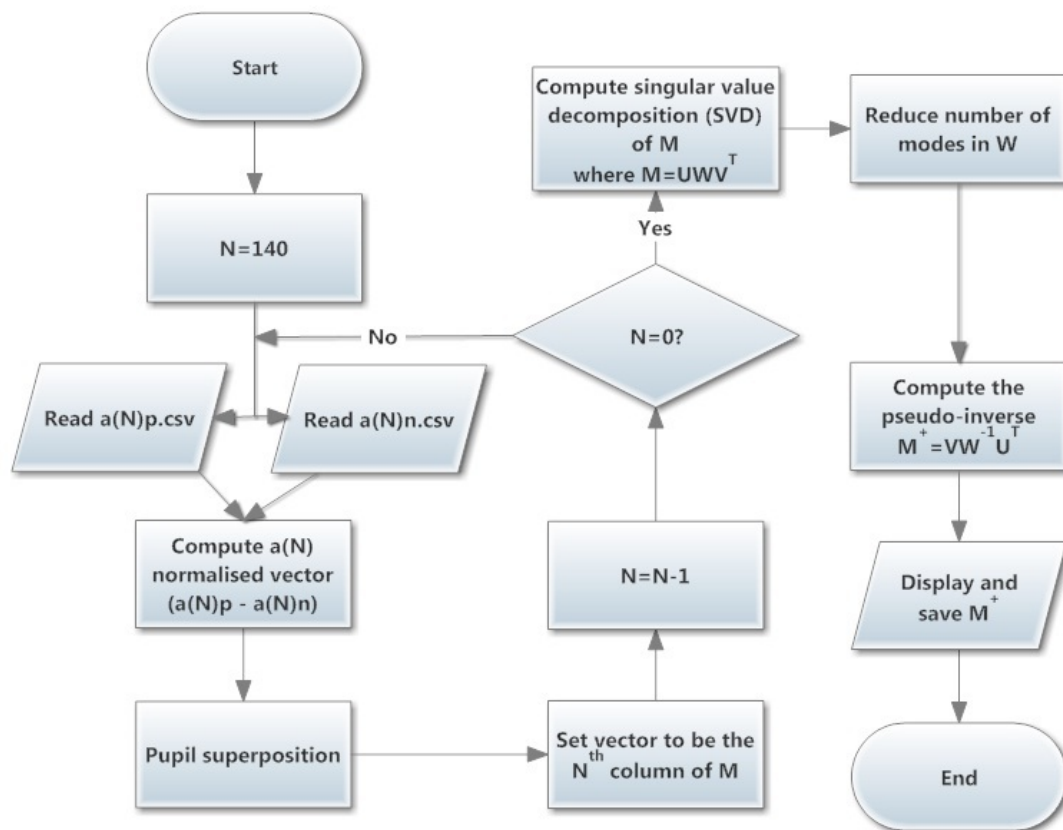 Start
N=140
Read a(N)p.csv
Read a(N)n.csv
Compute a(N)
normalised vector
(a(N)p - a(N)n)
Pupil superposition
Set vector to be the
Nth column of M
N=N-1
N=0?
No
Yes
Compute singular value
decomposition (SVD)
of M
where M=UWV^T
Reduce number of
modes in W
Compute the
pseudo-inverse
M^+=VW^-1U^T
Display and
save M^+
End